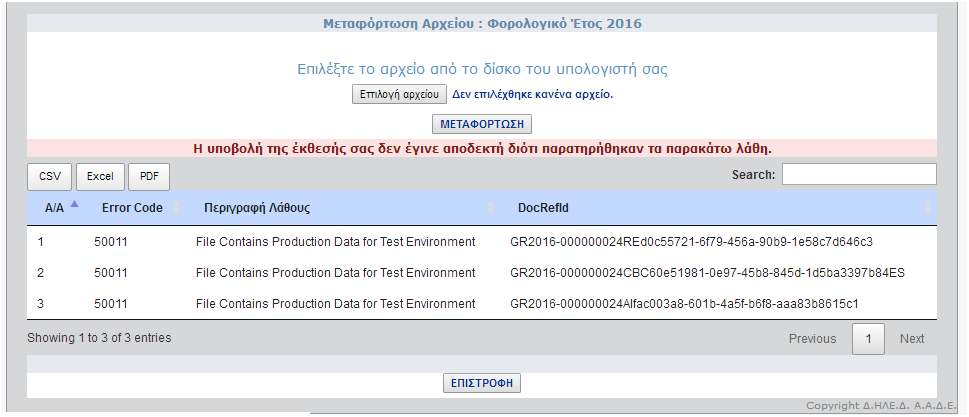 Μεταφόρτωση Αρχείου : Φορολογικό Έτος 2016
Επιλέξτε το αρχείο από το δίσκο του υπολογιστή σας
Επιλογή αρχείου Δεν επιλέχθηκε κανένα αρχείο.
ΜΕΤΑΦΟΡΤΩΣΗ
Η υποβολή της έκθεσής σας δεν έγινε αποδεκτή διότι παρατηρήθηκαν τα παρακάτω λάθη.
CSV Excel PDF Search:
Α/Α Error Code Περιγραφή Λάθους DocRefId
1 50011 File Contains Production Data for Test Environment GR2016-000000024REd0c55721-6f79-456a-90b9-1e58c7d646c3
2 50011 File Contains Production Data for Test Environment GR2016-000000024CBC60e51981-0e97-45b8-845d-1d5ba3397b84ES
3 50011 File Contains Production Data for Test Environment GR2016-000000024AIfac003a8-601b-4a5f-b6f8-aaa83b8615c1
Showing 1 to 3 of 3 entries Previous 1 Next
ΕΠΙΣΤΡΟΦΗ
Copyright Δ.ΗΛΕ.Δ. Α.Α.Δ.Ε.